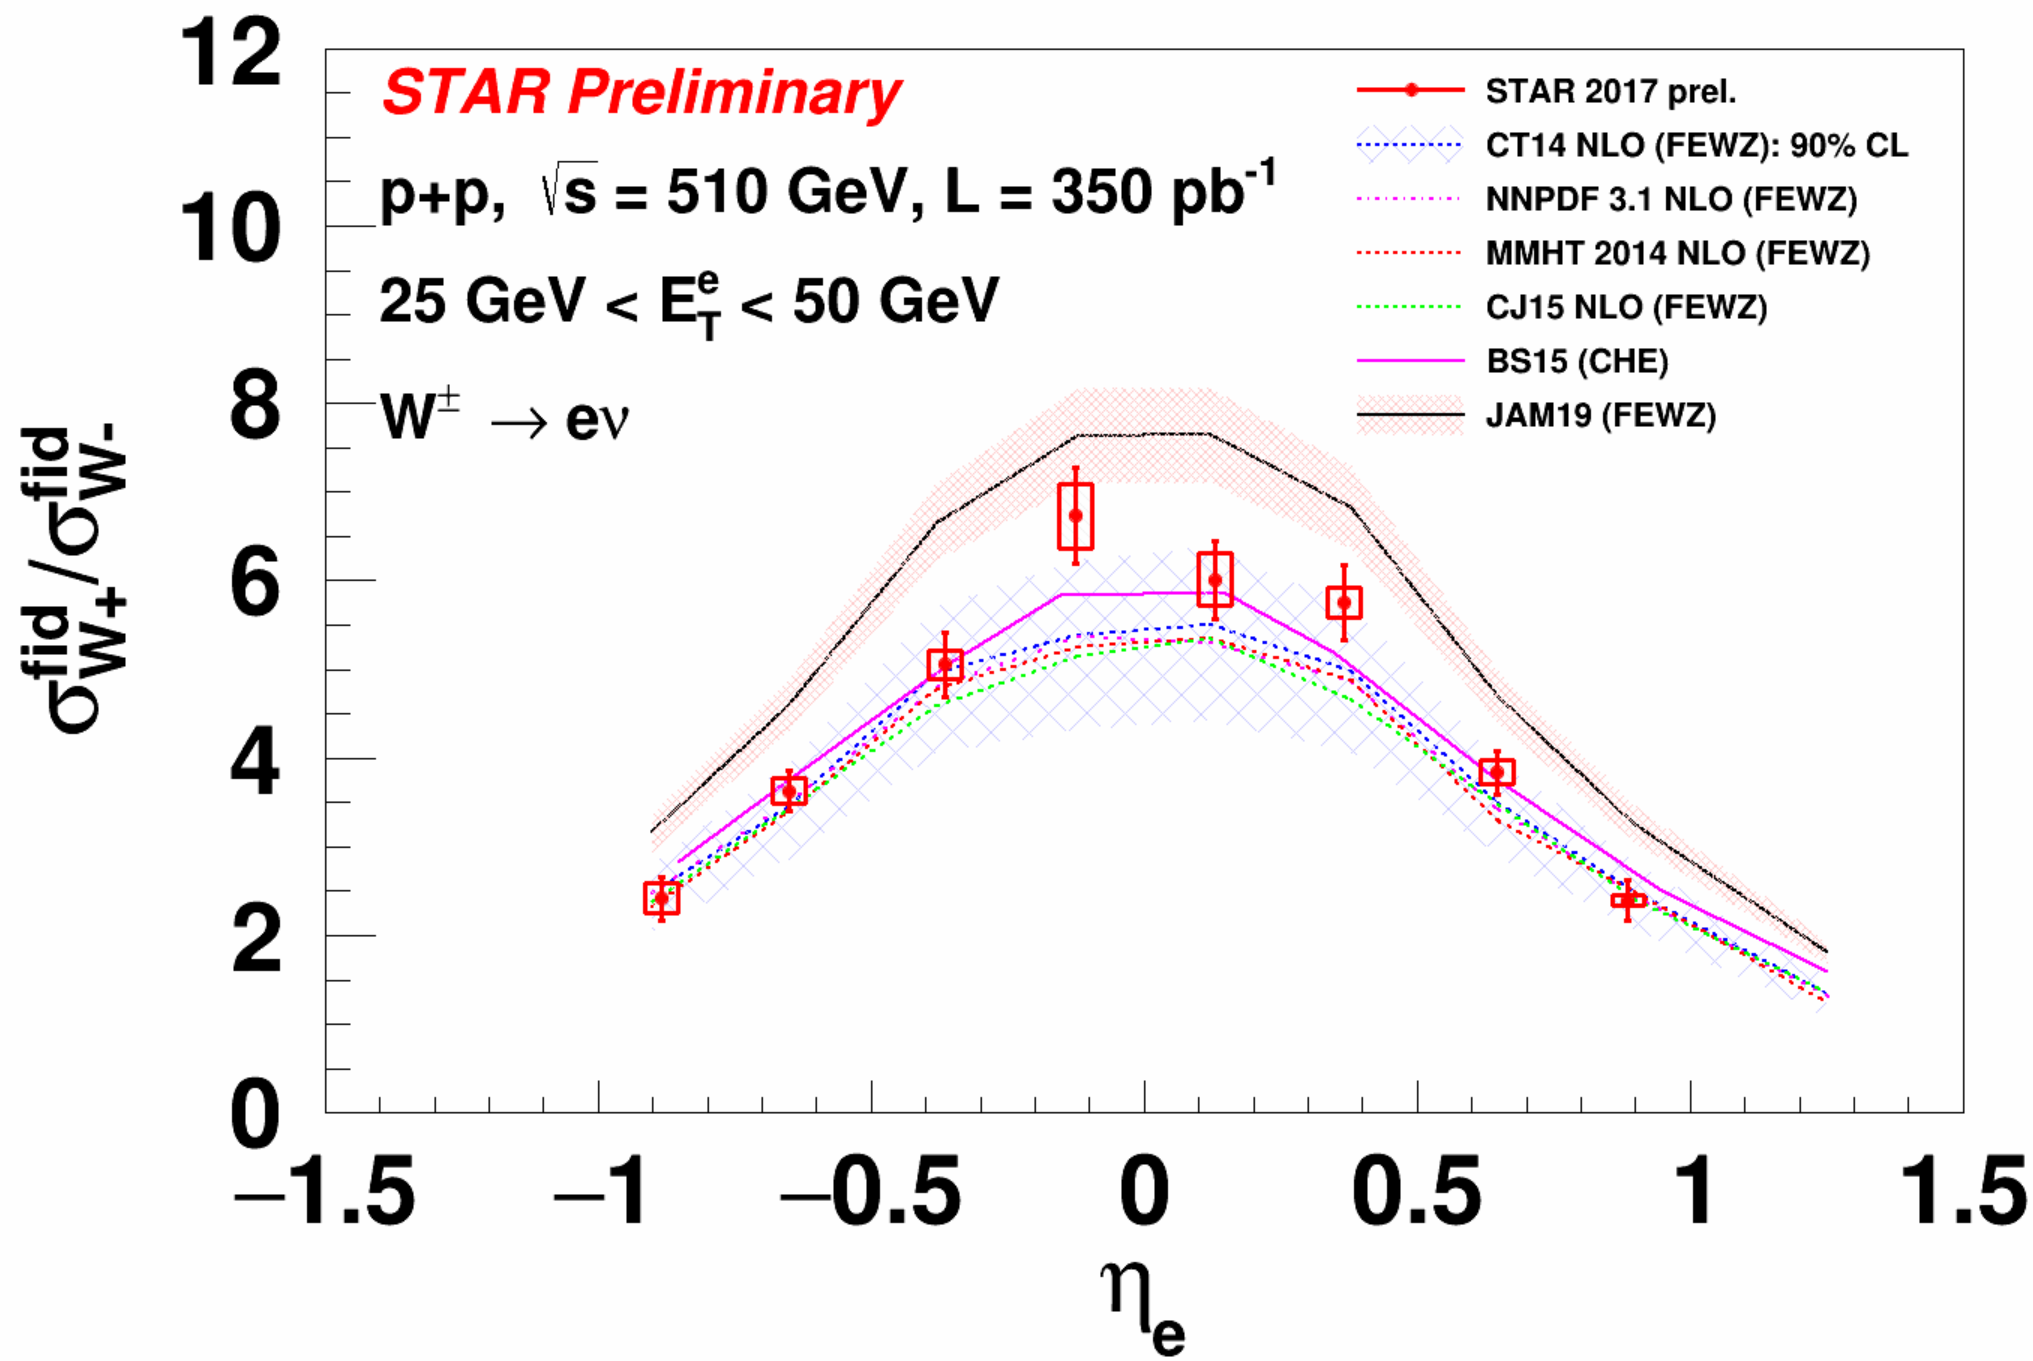 12
10
8
6
4
2
0
σ^fid_W+/σ^fid_W-
STAR Preliminary
p+p, √s = 510 GeV, L = 350 pb⁻¹
25 GeV < E^e_T < 50 GeV
W^± → eν
STAR 2017 prel.
CT14 NLO (FEWZ): 90% CL
NNPDF 3.1 NLO (FEWZ)
MMHT 2014 NLO (FEWZ)
CJ15 NLO (FEWZ)
BS15 (CHE)
JAM19 (FEWZ)
−1.5 −1 −0.5 0 0.5 1 1.5
η_e